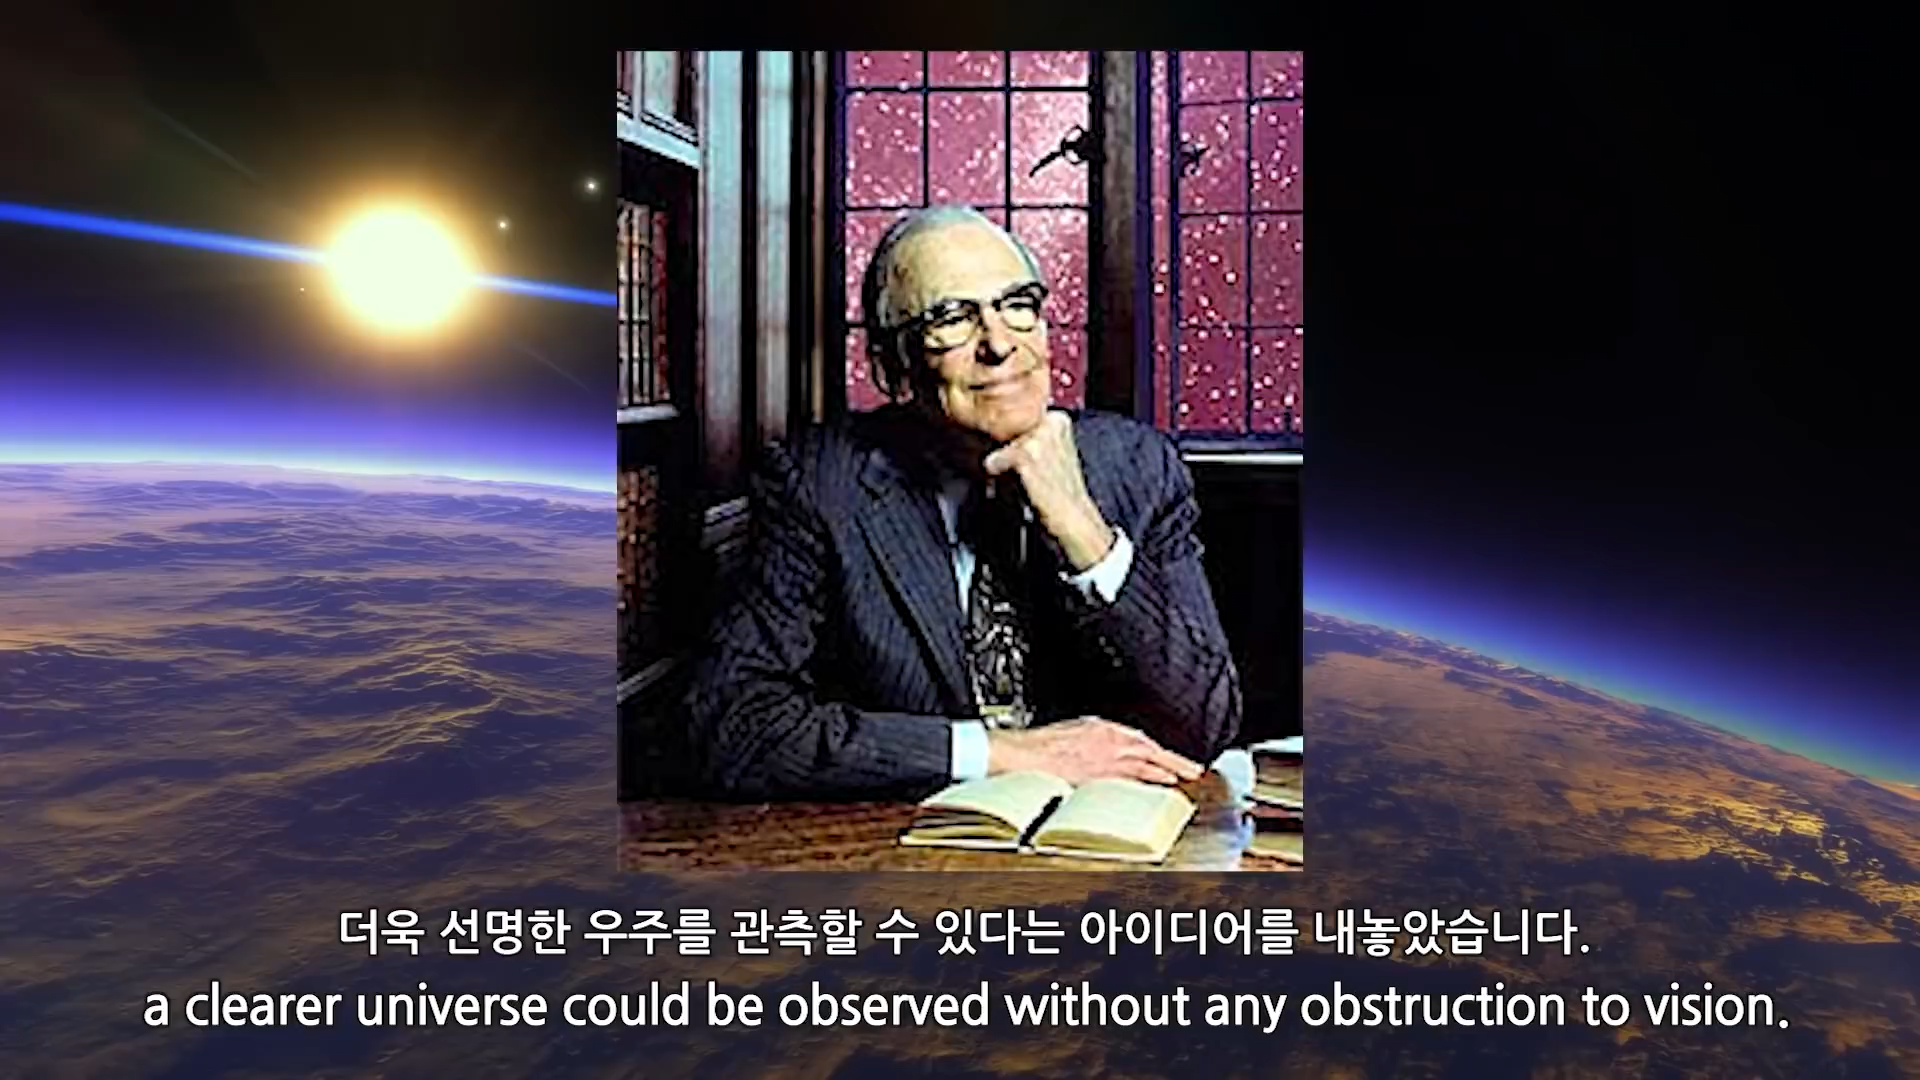 더욱 선명한 우주를 관측할 수 있다는 아이디어를 내놓았습니다.
a clearer universe could be observed without any obstruction to vision.